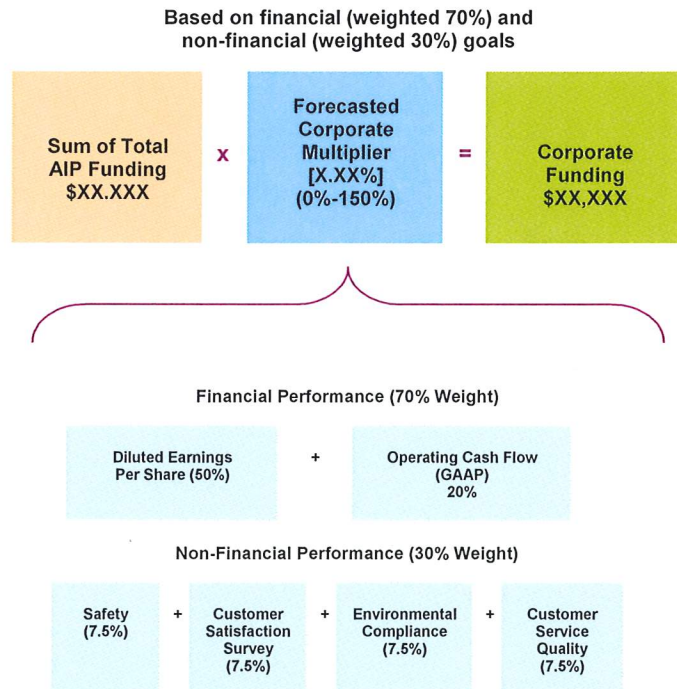 Based on financial (weighted 70%) and
non-financial (weighted 30%) goals
Sum of Total
AIP Funding
$XX.XXX
x
Forecasted
Corporate
Multiplier
[X.XX%]
(0%-150%)
=
Corporate
Funding
$XX,XXX
Financial Performance (70% Weight)
Diluted Earnings
Per Share (50%)
+
Operating Cash Flow
(GAAP)
20%
Non-Financial Performance (30% Weight)
Safety
(7.5%)
+
Customer
Satisfaction
Survey
(7.5%)
+
Environmental
Compliance
(7.5%)
+
Customer
Service
Quality
(7.5%)